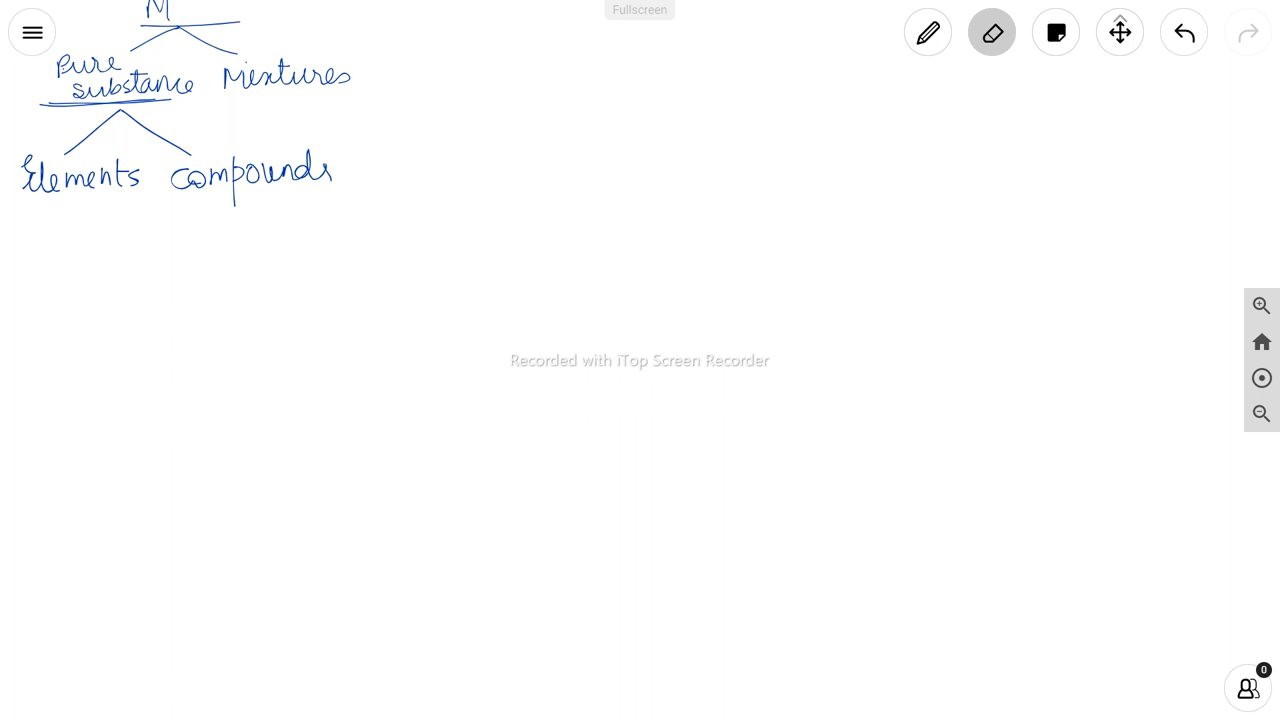 Fullscreen
M
Pure
substance Mixtures
Elements compounds
Recorded with iTop Screen Recorder
0